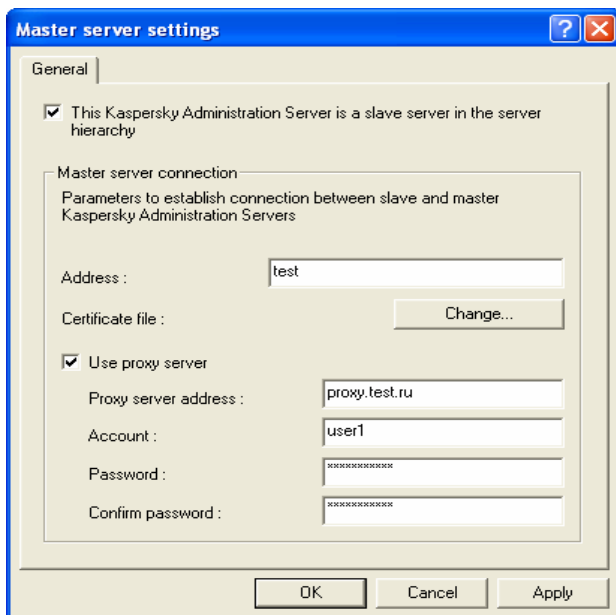 Master server settings
General
This Kaspersky Administration Server is a slave server in the server
hierarchy
Master server connection
Parameters to establish connection between slave and master
Kaspersky Administration Servers
Address : test
Certificate file : Change...
Use proxy server
Proxy server address : proxy.test.ru
Account : user1
Password : ***********
Confirm password : ***********
OK Cancel Apply